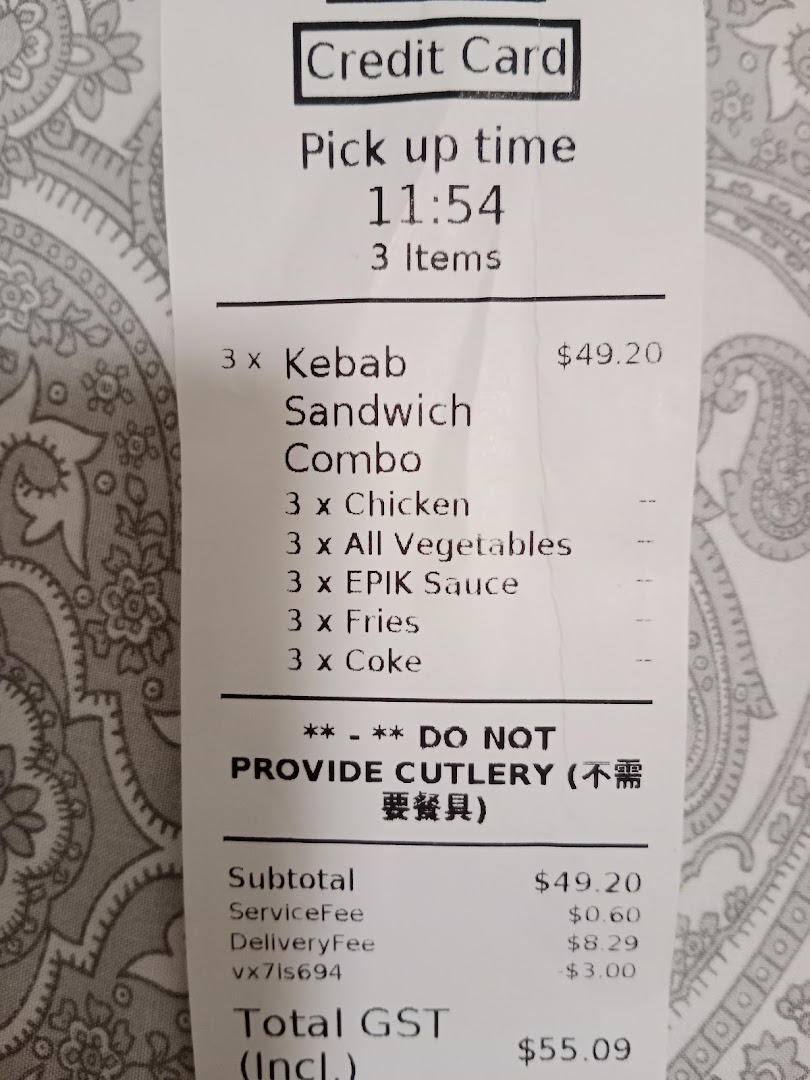 Credit Card
Pick up time
11:54
3 Items
3 x Kebab $49.20
Sandwich
Combo
3 x Chicken --
3 x All Vegetables --
3 x EPIK Sauce --
3 x Fries --
3 x Coke --
** - ** DO NOT
PROVIDE CUTLERY (不需
要餐具)
Subtotal $49.20
ServiceFee $0.60
DeliveryFee $8.29
vx7ls694 -$3.00
Total GST
(Incl.) $55.09